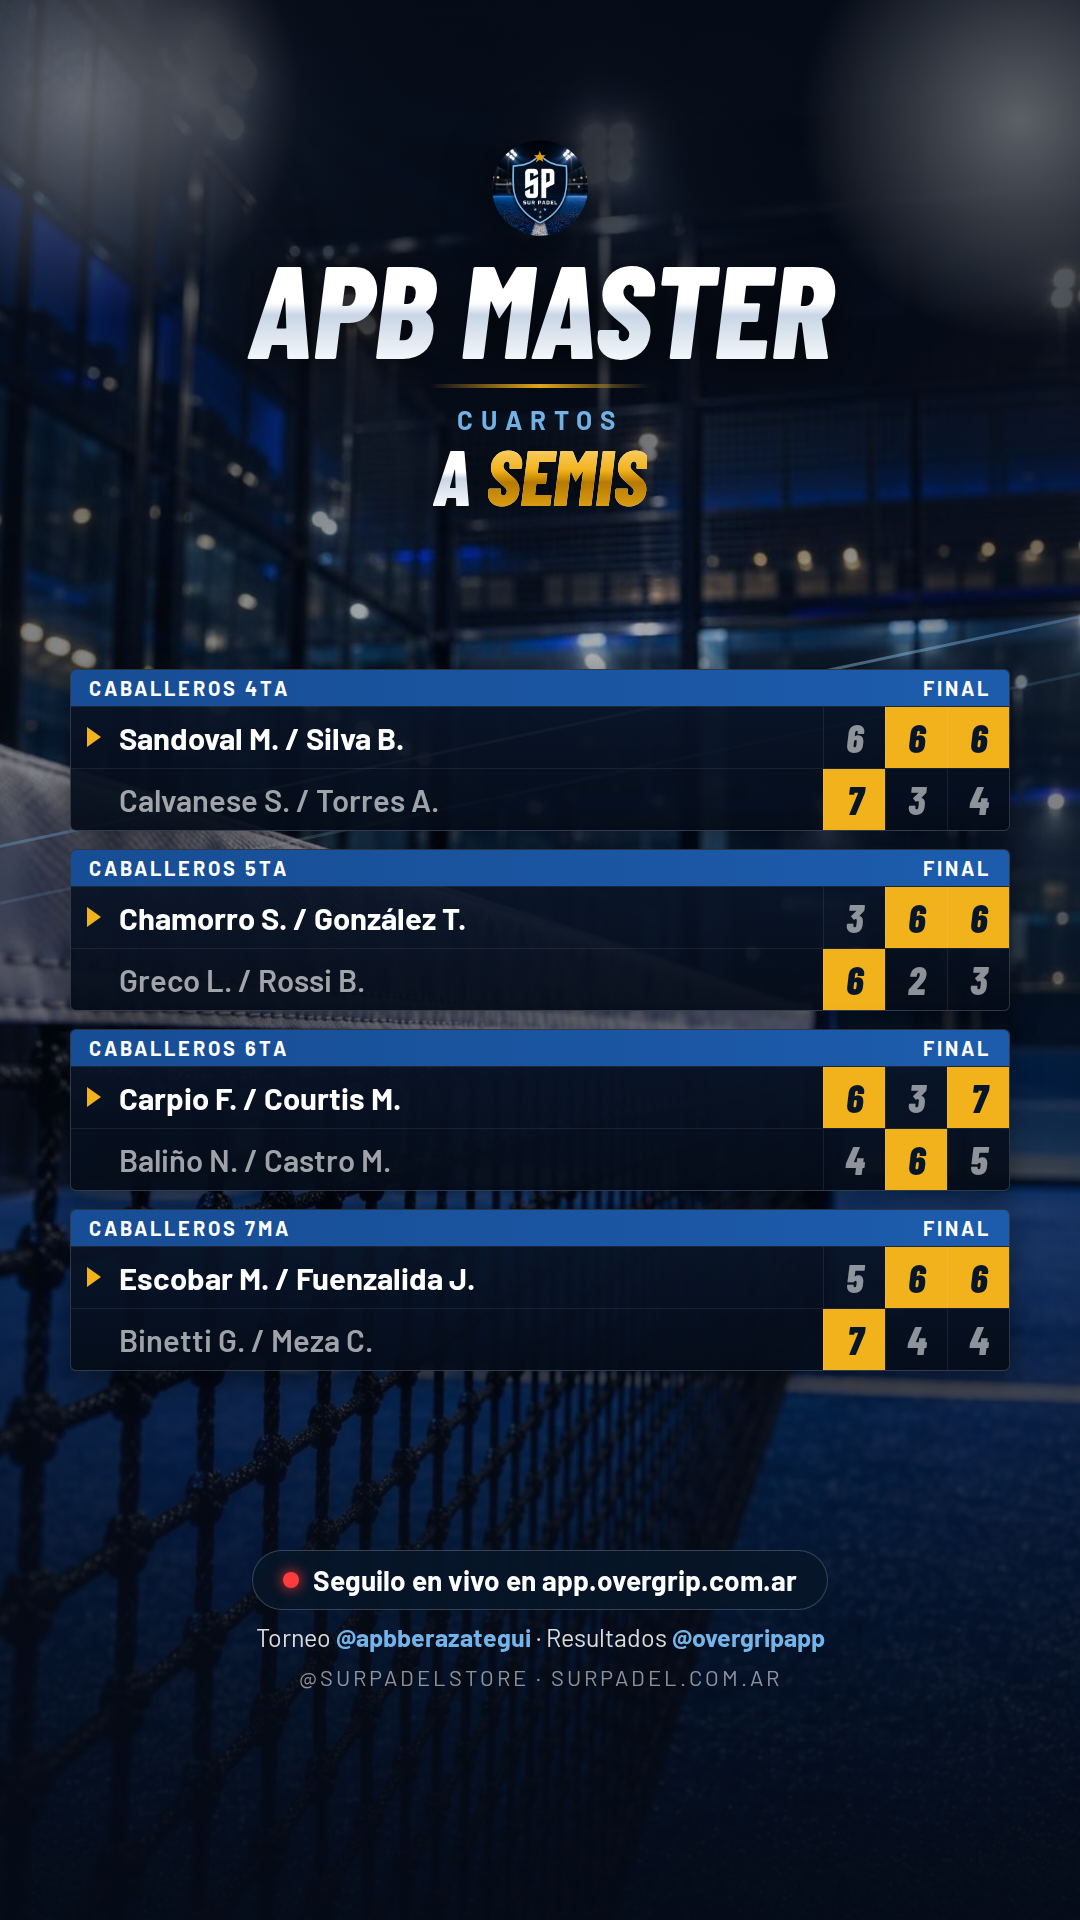 SP
SUR PADEL
APB MASTER
CUARTOS
A SEMIS
CABALLEROS 4TA FINAL
Sandoval M. / Silva B. 6 6 6
Calvanese S. / Torres A. 7 3 4
CABALLEROS 5TA FINAL
Chamorro S. / González T. 3 6 6
Greco L. / Rossi B. 6 2 3
CABALLEROS 6TA FINAL
Carpio F. / Courtis M. 6 3 7
Baliño N. / Castro M. 4 6 5
CABALLEROS 7MA FINAL
Escobar M. / Fuenzalida J. 5 6 6
Binetti G. / Meza C. 7 4 4
Seguilo en vivo en app.overgrip.com.ar
Torneo @apbberazategui · Resultados @overgripapp
@SURPADELSTORE · SURPADEL.COM.AR